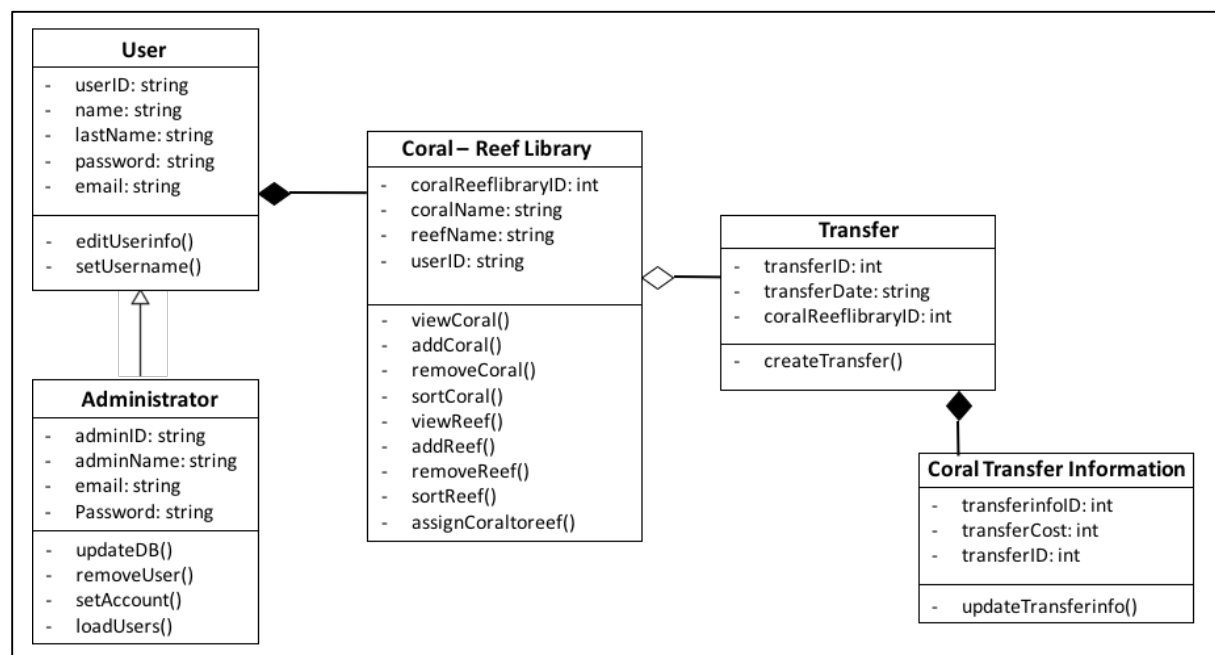 User
- userID: string
- name: string
- lastName: string
- password: string
- email: string
- editUserinfo()
- setUsername()
Administrator
- adminID: string
- adminName: string
- email: string
- Password: string
- updateDB()
- removeUser()
- setAccount()
- loadUsers()
Coral – Reef Library
- coralReeflibraryID: int
- coralName: string
- reefName: string
- userID: string
- viewCoral()
- addCoral()
- removeCoral()
- sortCoral()
- viewReef()
- addReef()
- removeReef()
- sortReef()
- assignCoraltoreef()
Transfer
- transferID: int
- transferDate: string
- coralReeflibraryID: int
- createTransfer()
Coral Transfer Information
- transferinfoID: int
- transferCost: int
- transferID: int
- updateTransferinfo()